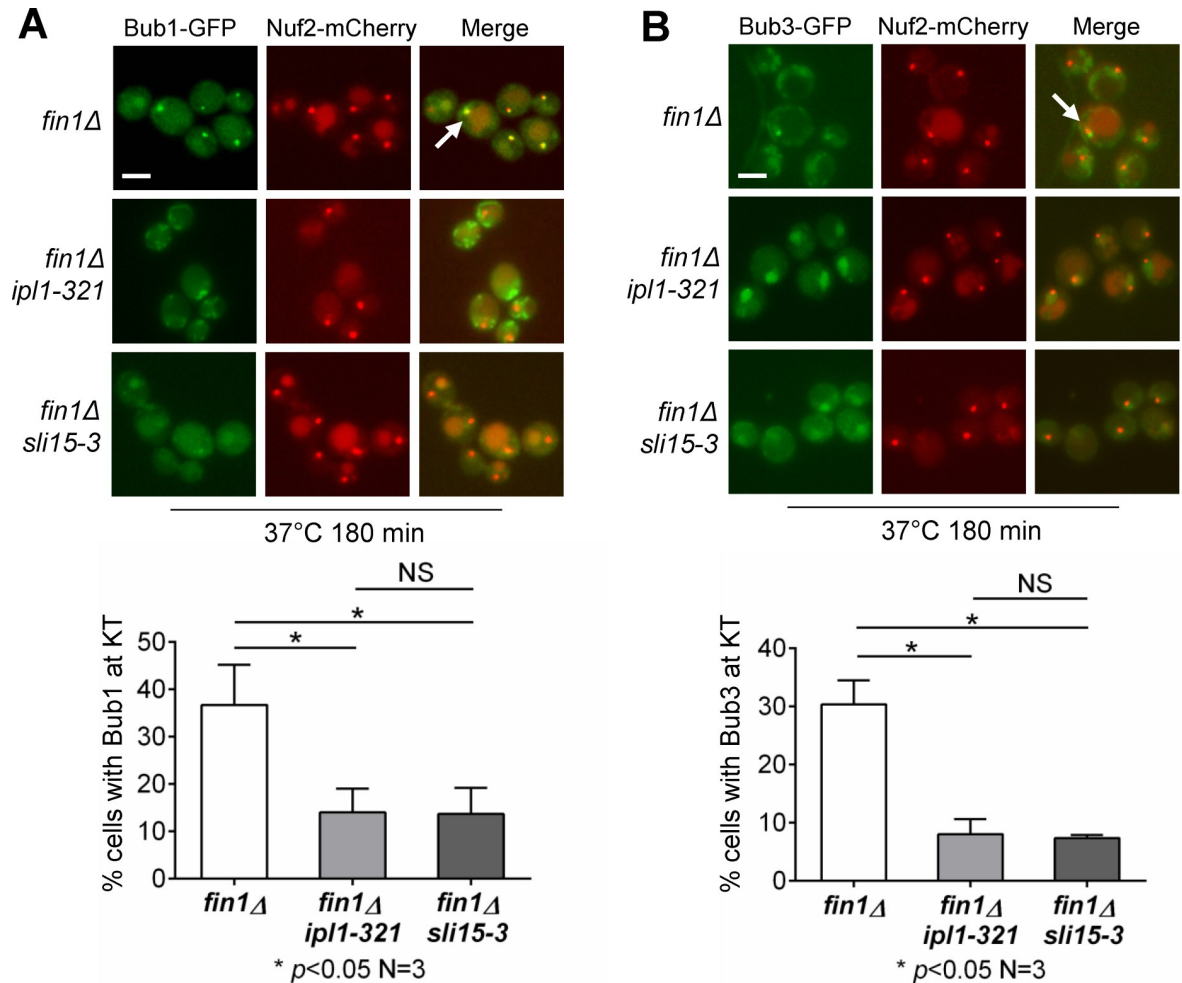 A
Bub1-GFP Nuf2-mCherry Merge
fin1Δ
fin1Δ
ipl1-321
fin1Δ
sli15-3
37°C 180 min
NS
*
*
% cells with Bub1 at KT
50
40
30
20
10
0
fin1Δ fin1Δ fin1Δ
ipl1-321 sli15-3
* p<0.05 N=3
B
Bub3-GFP Nuf2-mCherry Merge
fin1Δ
fin1Δ
ipl1-321
fin1Δ
sli15-3
37°C 180 min
NS
*
*
% cells with Bub3 at KT
40
30
20
10
0
fin1Δ fin1Δ fin1Δ
ipl1-321 sli15-3
* p<0.05 N=3